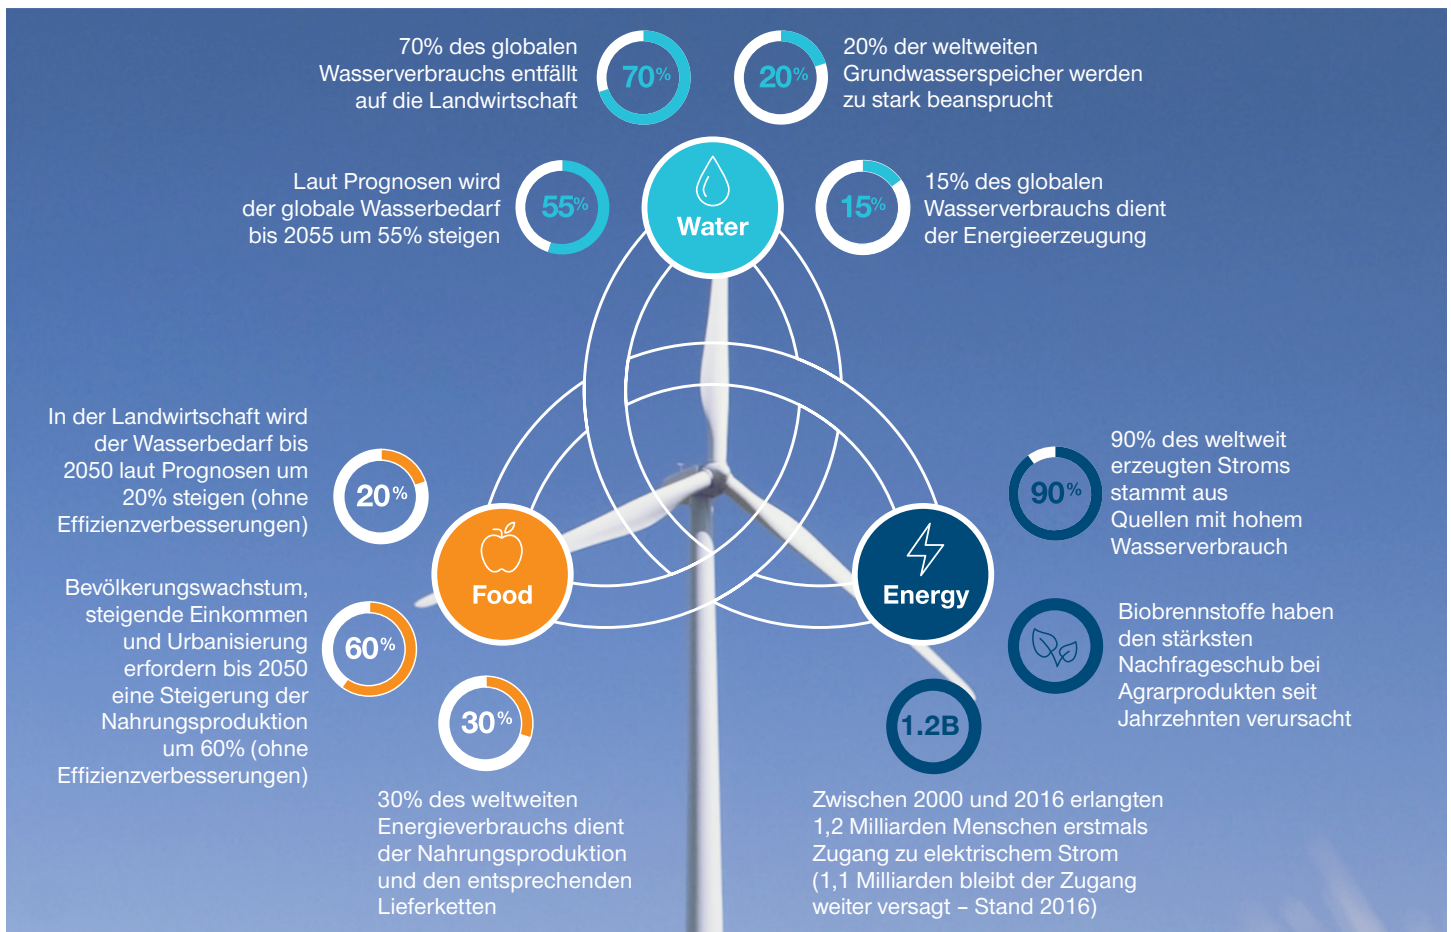 70% des globalen
Wasserverbrauchs entfällt
auf die Landwirtschaft
70%
20%
20% der weltweiten
Grundwasserspeicher werden
zu stark beansprucht
Laut Prognosen wird
der globale Wasserbedarf
bis 2055 um 55% steigen
55%
Water
15%
15% des globalen
Wasserverbrauchs dient
der Energieerzeugung
In der Landwirtschaft wird
der Wasserbedarf bis
2050 laut Prognosen um
20% steigen (ohne
Effizienzverbesserungen)
20%
Bevölkerungswachstum,
steigende Einkommen
und Urbanisierung
erfordern bis 2050
eine Steigerung der
Nahrungsproduktion
um 60% (ohne
Effizienzverbesserungen)
60%
Food
30%
30% des weltweiten
Energieverbrauchs dient
der Nahrungsproduktion
und den entsprechenden
Lieferketten
Energy
90%
90% des weltweit
erzeugten Stroms
stammt aus
Quellen mit hohem
Wasserverbrauch
Biobrennstoffe haben
den stärksten
Nachfrageschub bei
Agrarprodukten seit
Jahrzehnten verursacht
1.2B
Zwischen 2000 und 2016 erlangten
1,2 Milliarden Menschen erstmals
Zugang zu elektrischem Strom
(1,1 Milliarden bleibt der Zugang
weiter versagt – Stand 2016)